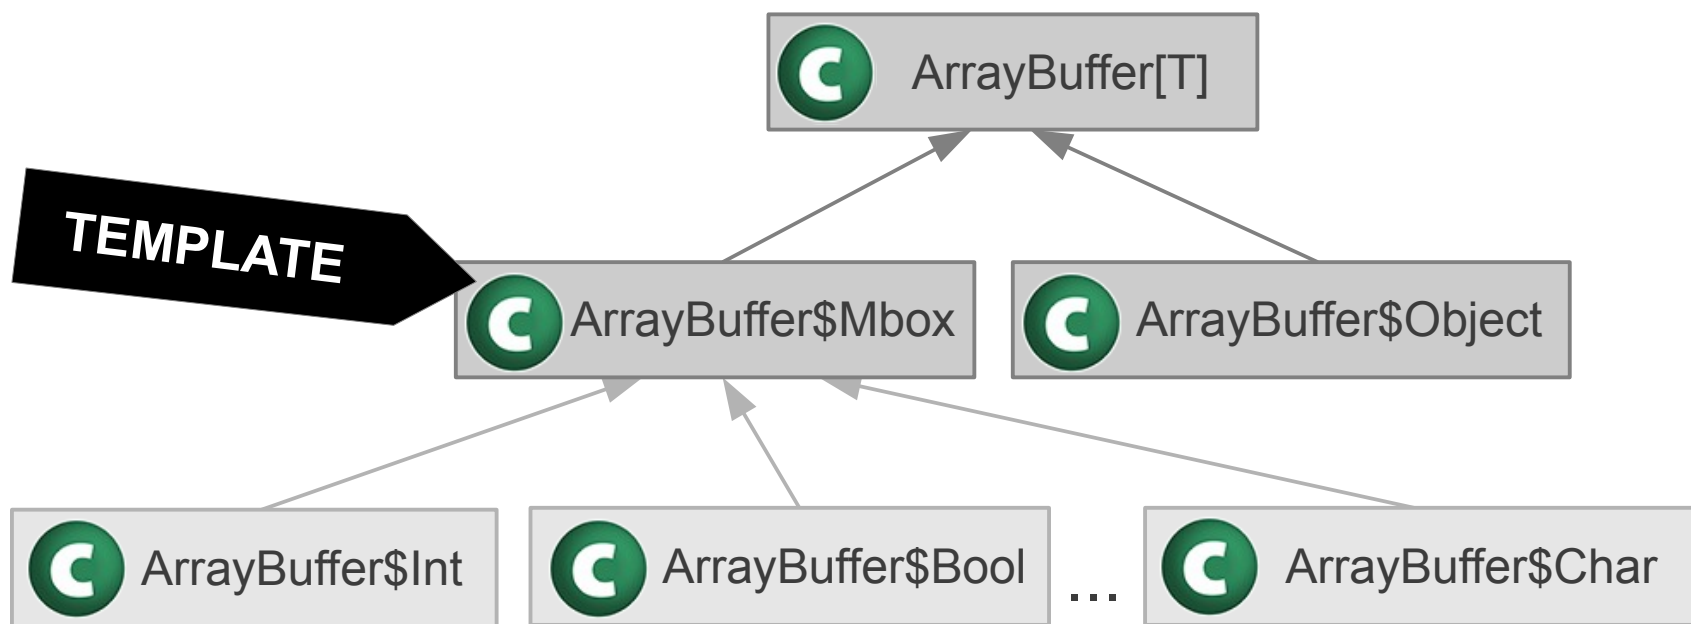 C ArrayBuffer[T]
TEMPLATE
C ArrayBuffer$Mbox
C ArrayBuffer$Object
C ArrayBuffer$Int
C ArrayBuffer$Bool
...
C ArrayBuffer$Char